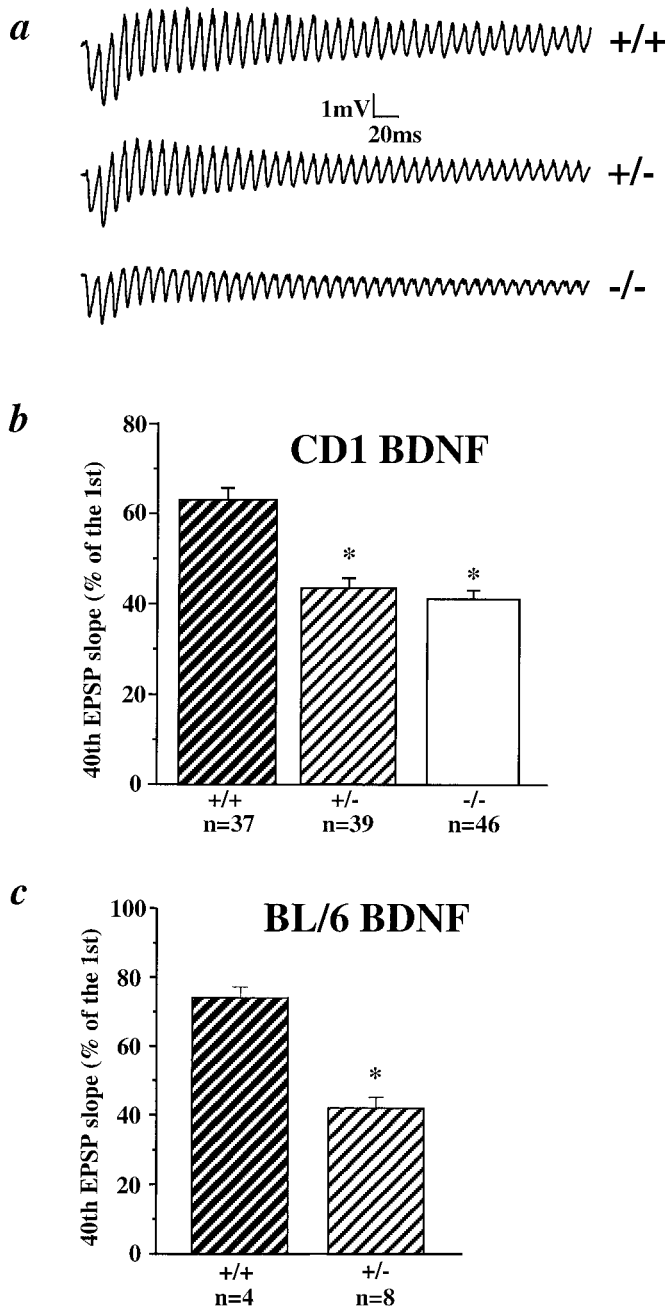 a
+/+
1mV
20ms
+/-
-/-
b
CD1 BDNF
40th EPSP slope (% of the 1st)
80
60
40
20
0
*
*
+/+
+/-
-/-
n=37
n=39
n=46
c
BL/6 BDNF
40th EPSP slope (% of the 1st)
100
80
60
40
20
0
*
+/+
+/-
n=4
n=8